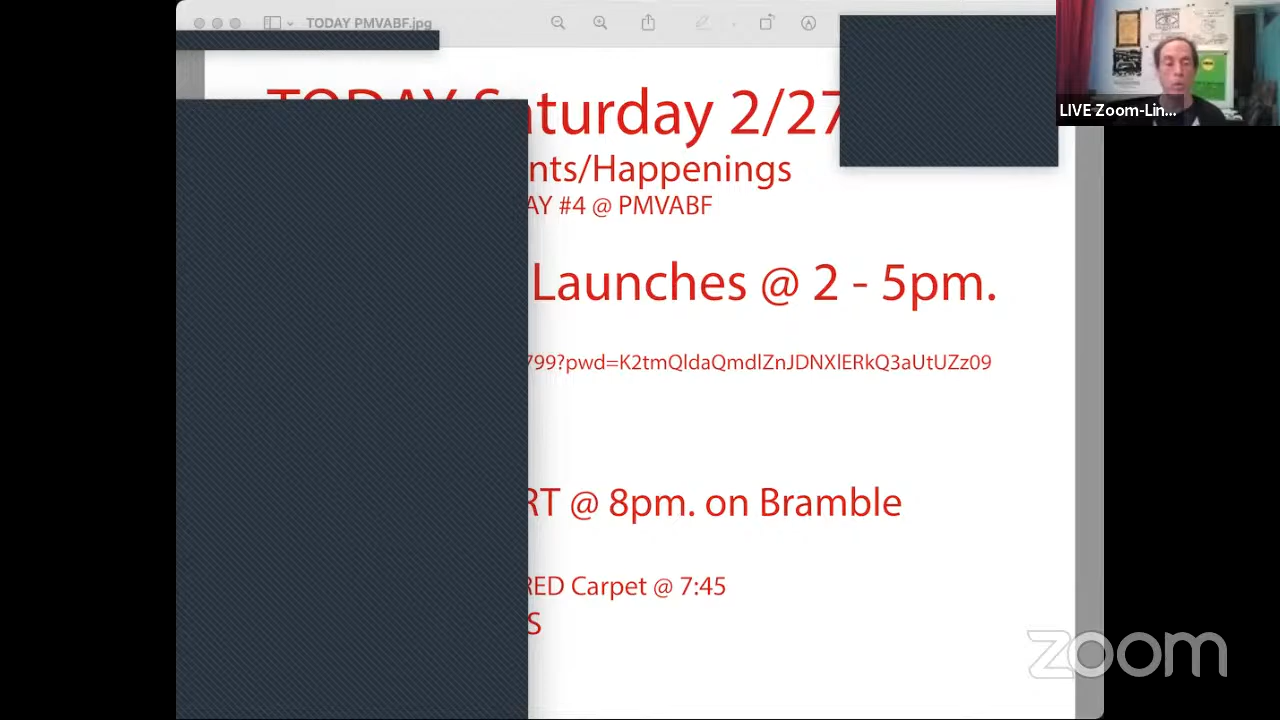 TODAY PMVABF.jpg
TODAY Saturday 2/27
nts/Happenings
AY #4 @ PMVABF
Launches @ 2 - 5pm.
799?pwd=K2tmQldaQmdlZnJDNXlERkQ3aUtUZz09
RT @ 8pm. on Bramble
RED Carpet @ 7:45
S
LIVE Zoom-Lin...
zoom